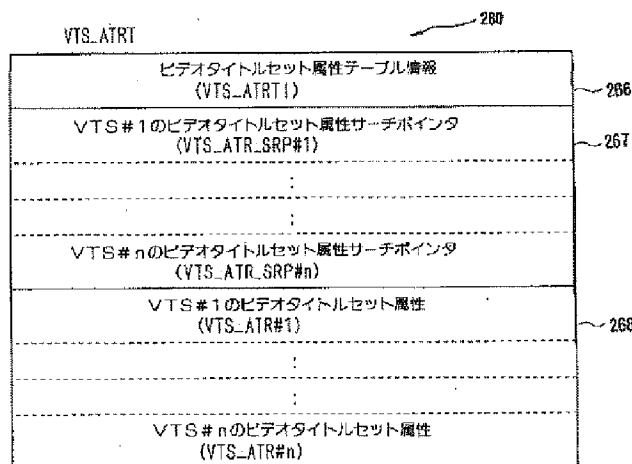 VTS_ATRT
260
ビデオタイトルセット属性テーブル情報
(VTS_ATRTI)
266
VTS#1のビデオタイトルセット属性サーチポインタ
(VTS_ATR_SRP#1)
267
:
:
VTS#nのビデオタイトルセット属性サーチポインタ
(VTS_ATR_SRP#n)
VTS#1のビデオタイトルセット属性
(VTS_ATR#1)
268
:
:
VTS#nのビデオタイトルセット属性
(VTS_ATR#n)